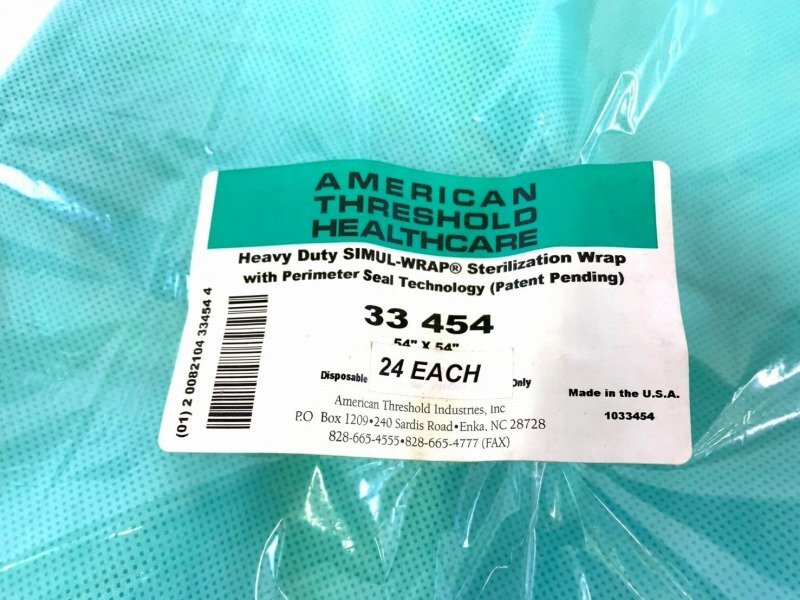 AMERICAN
THRESHOLD
HEALTHCARE
Heavy Duty SIMUL-WRAP® Sterilization Wrap
with Perimeter Seal Technology (Patent Pending)
33 454
54" X 54"
24 EACH
Disposable Only
Made in the U.S.A.
1033454
American Threshold Industries, inc
P.O Box 1209•240 Sardis Road•Enka, NC 28728
828-665-4555•828-665-4777 (FAX)
(01) 2 0082104 33454 4